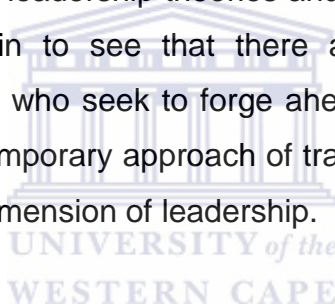 leadership theories and
in to see that there a
who seek to forge ahe
mporary approach of tra
mension of leadership.
UNIVERSITY of the
WESTERN CAPE